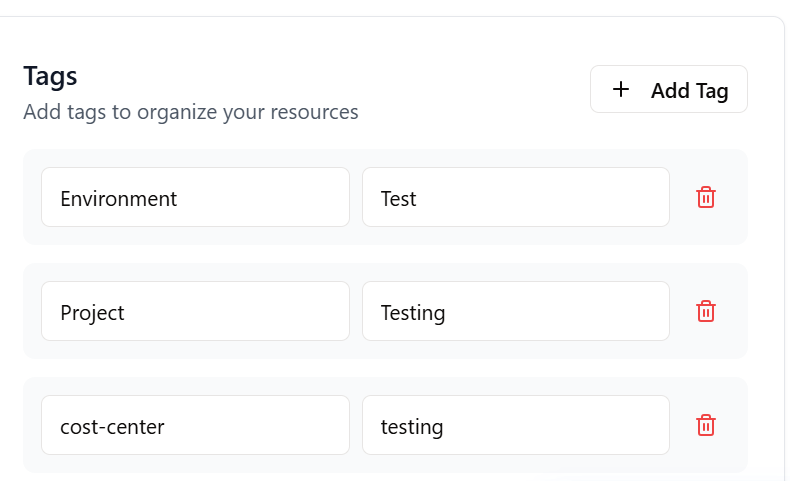 Tags
Add tags to organize your resources
Add Tag
Environment Test
Project Testing
cost-center testing